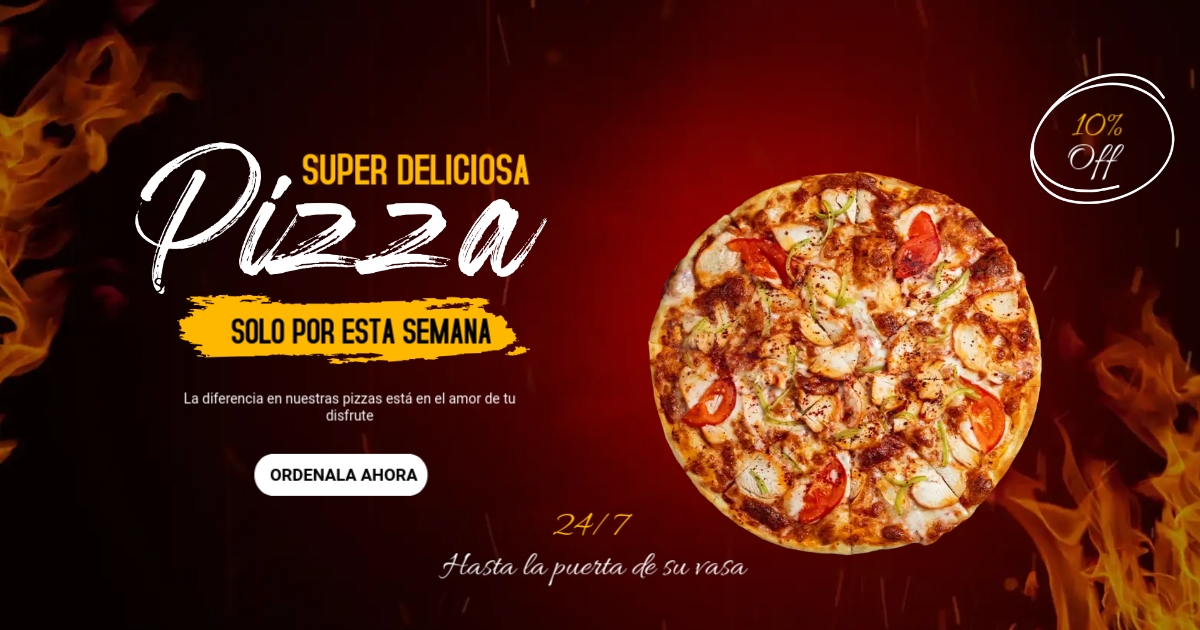 SUPER DELICIOSA
Pizza
SOLO POR ESTA SEMANA
La diferencia en nuestras pizzas está en el amor de tu
disfrute
ORDENALA AHORA
24/7
Hasta la puerta de su vasa
10%
Off